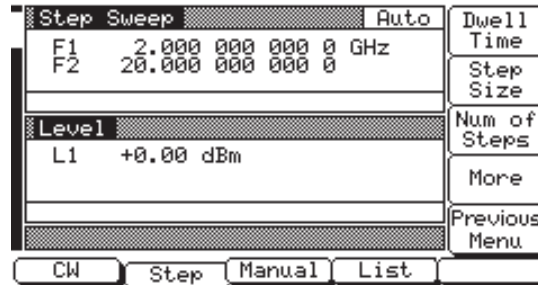 Step Sweep Auto
F1 2.000 000 000 0 GHz
F2 20.000 000 000 0
Level
L1 +0.00 dBm
Dwell
Time
Step
Size
Num of
Steps
More
Previous
Menu
CW Step Manual List